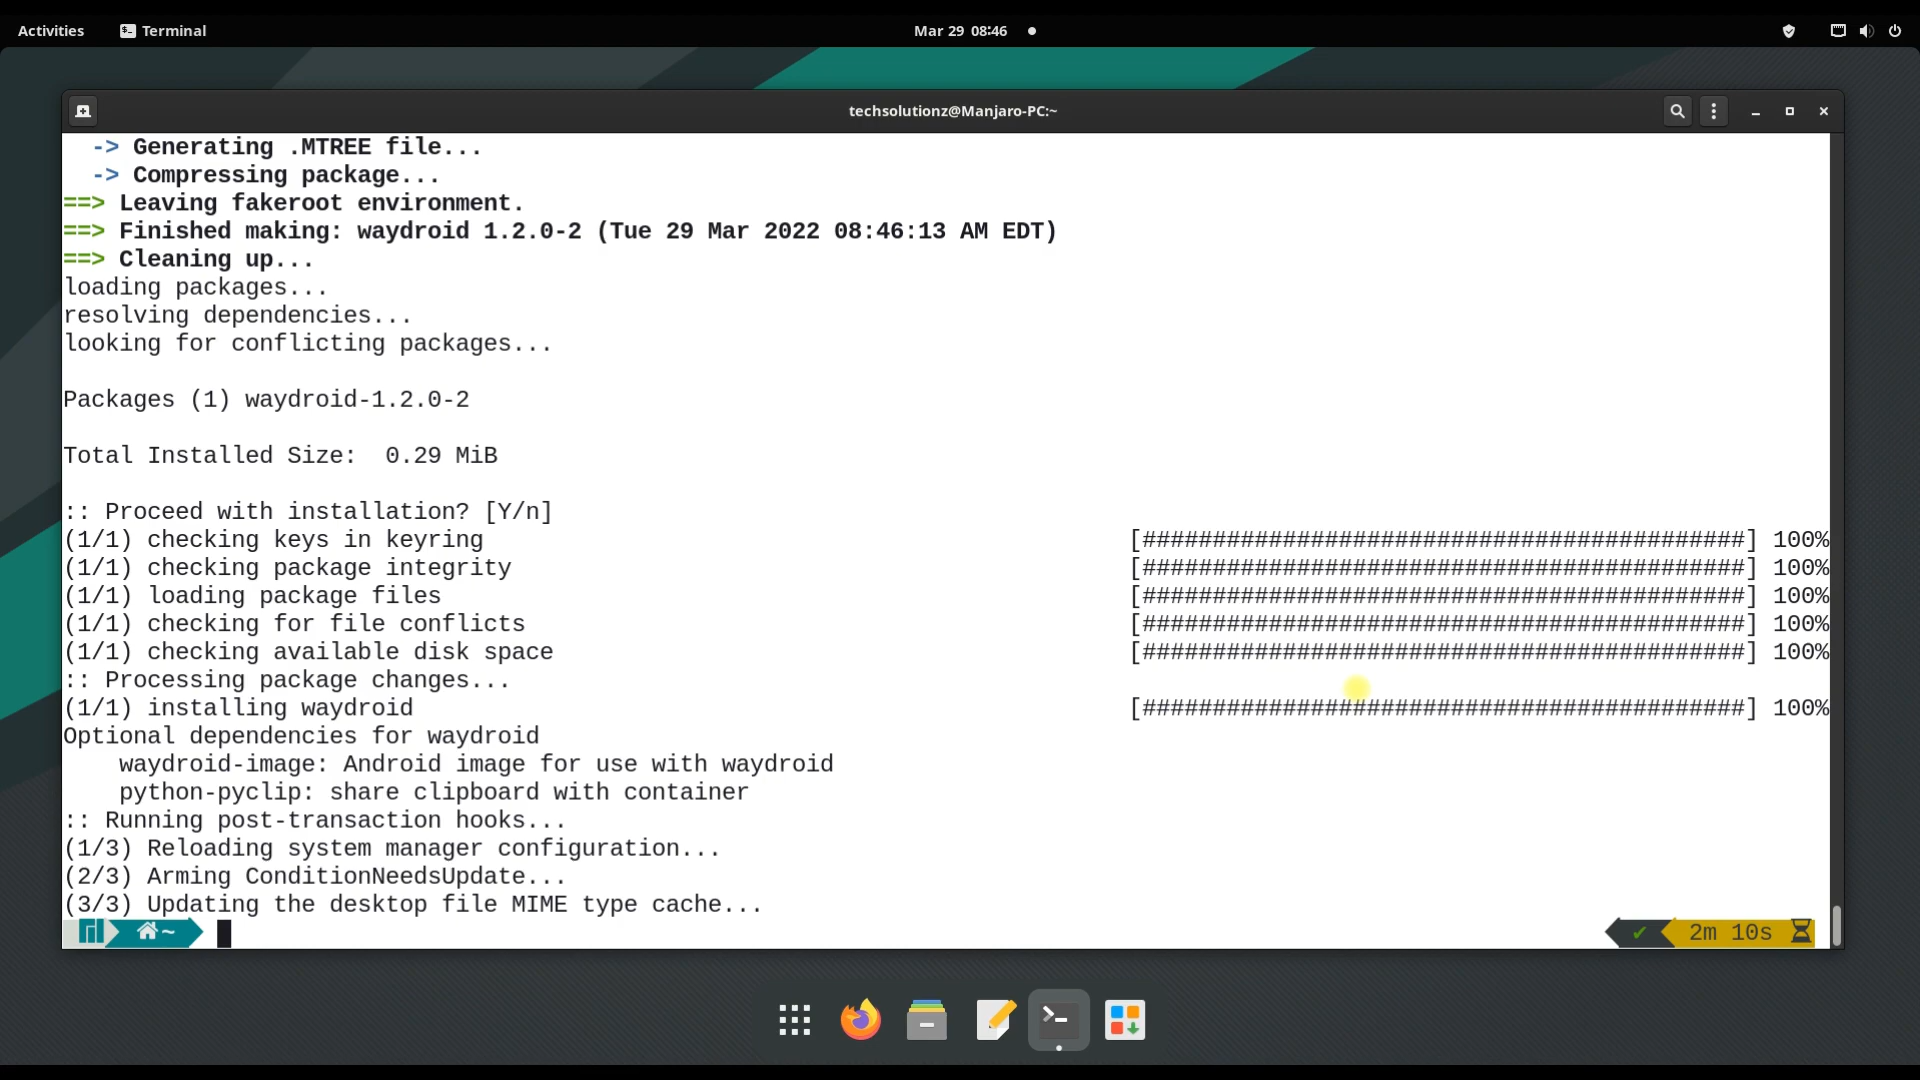 Activities Terminal Mar 29 08:46
techsolutionz@Manjaro-PC:~
-> Generating .MTREE file...
-> Compressing package...
==> Leaving fakeroot environment.
==> Finished making: waydroid 1.2.0-2 (Tue 29 Mar 2022 08:46:13 AM EDT)
==> Cleaning up...
loading packages...
resolving dependencies...
looking for conflicting packages...
Packages (1) waydroid-1.2.0-2
Total Installed Size:  0.29 MiB
:: Proceed with installation? [Y/n]
(1/1) checking keys in keyring [###########################################] 100%
(1/1) checking package integrity [###########################################] 100%
(1/1) loading package files [###########################################] 100%
(1/1) checking for file conflicts [###########################################] 100%
(1/1) checking available disk space [###########################################] 100%
:: Processing package changes...
(1/1) installing waydroid [###########################################] 100%
Optional dependencies for waydroid
waydroid-image: Android image for use with waydroid
python-pyclip: share clipboard with container
:: Running post-transaction hooks...
(1/3) Reloading system manager configuration...
(2/3) Arming ConditionNeedsUpdate...
(3/3) Updating the desktop file MIME type cache...
~ ✔ 2m 10s